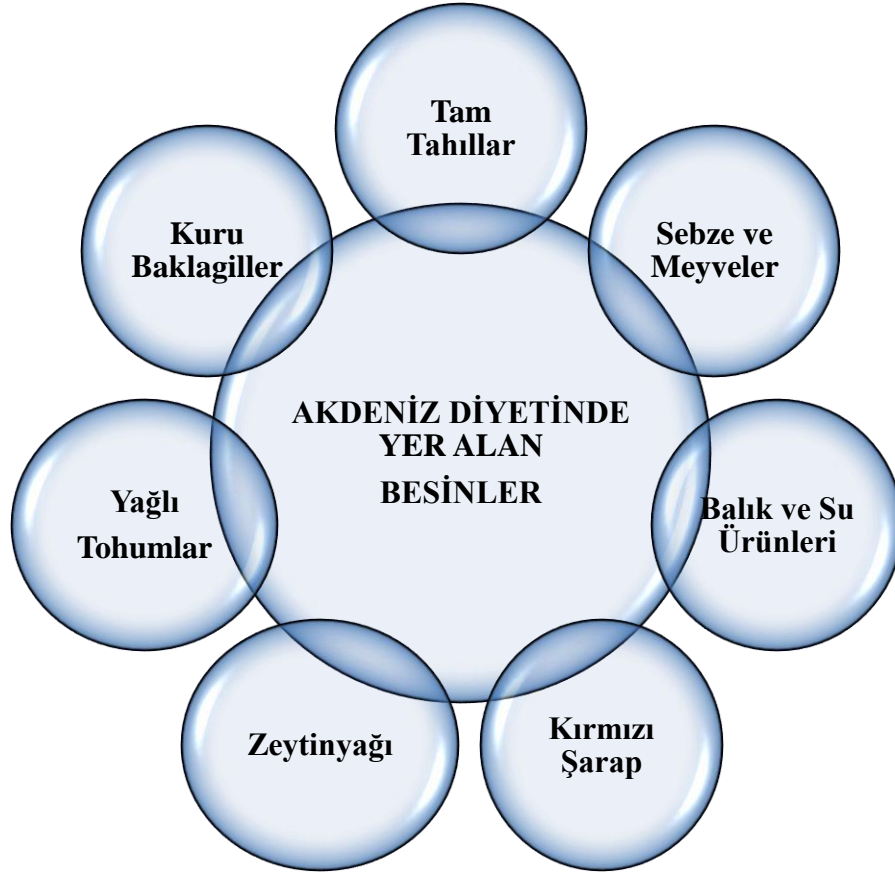 Tam
Tahıllar
Sebze ve
Meyveler
Balık ve Su
Ürünleri
Kırmızı
Şarap
Zeytinyağı
Yağlı
Tohumlar
Kuru
Baklagiller
AKDENİZ DİYETİNDE
YER ALAN
BESİNLER